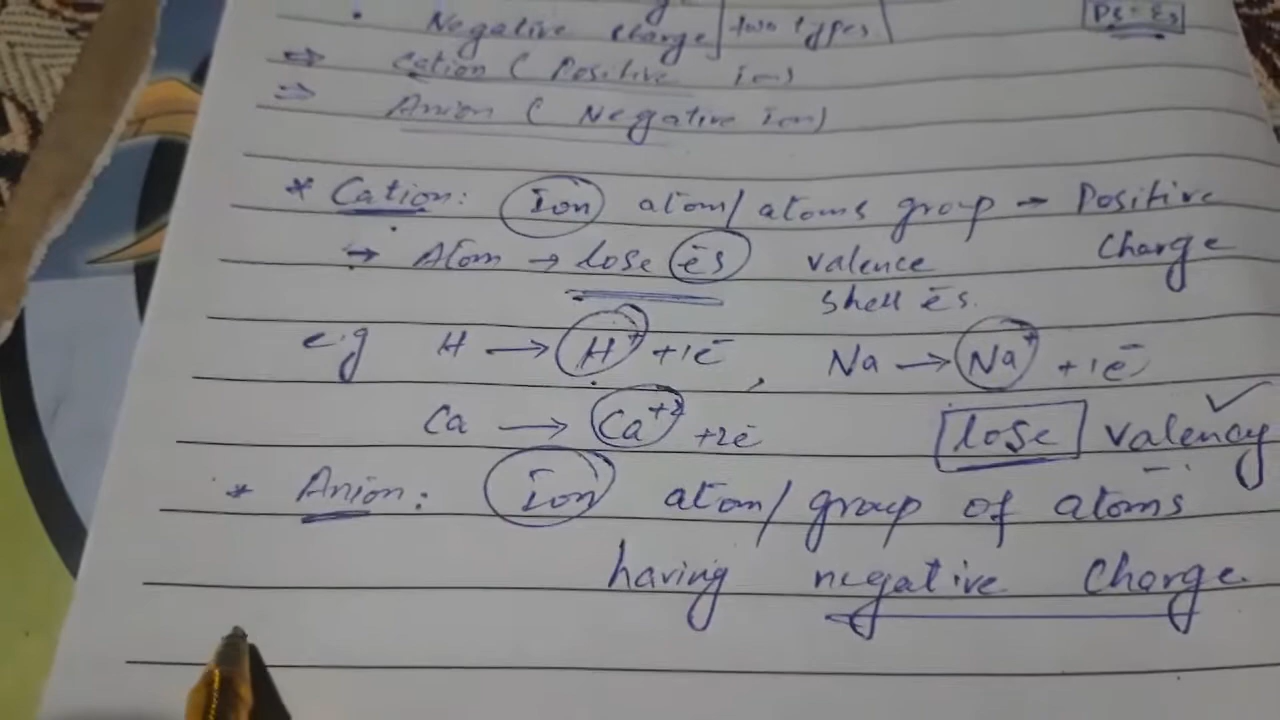 Negative Charge two types
⇒ Cation ( Positive ion)
⇒ Anion ( Negative ion)
* Cation: Ion atom/atoms group → Positive
→ Atom → lose ēs valence Charge
shell ēs.
e.g H → H⁺ + 1ē , Na → Na⁺ + 1ē
Ca → Ca⁺² + 2ē lose valency ✓
* Anion: Ion atom/group of atoms
having negative Charge.